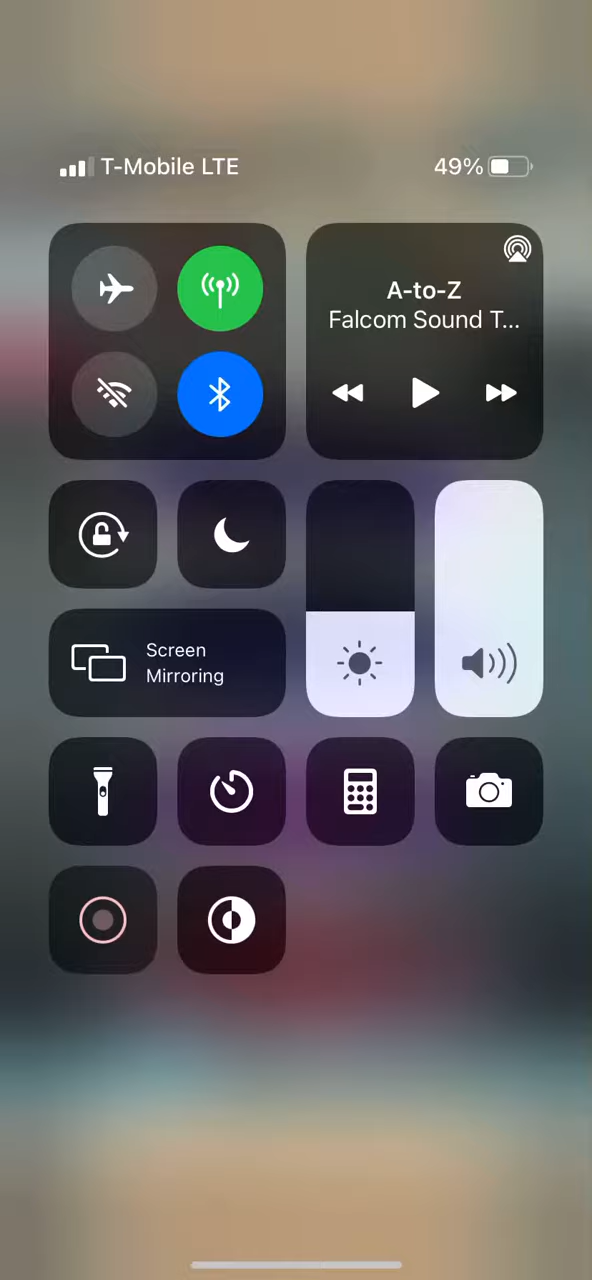 T-Mobile LTE 49%
A-to-Z
Falcom Sound T...
Screen
Mirroring